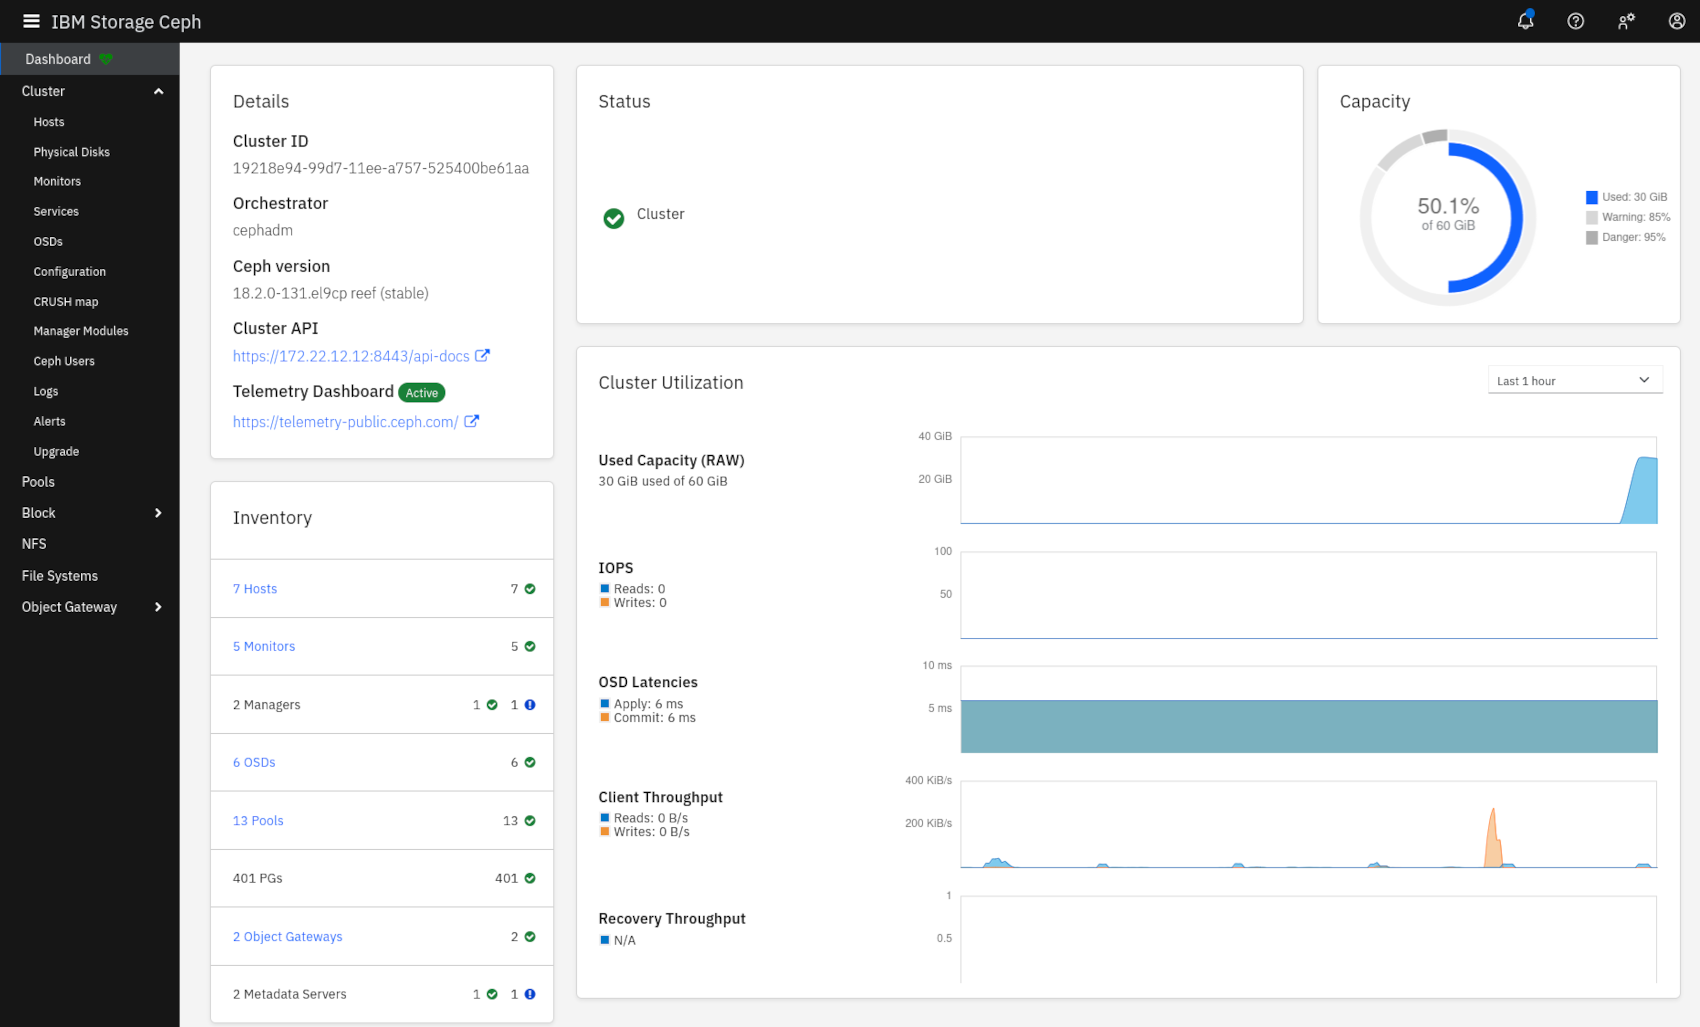 IBM Storage Ceph
Dashboard
Cluster
Hosts
Physical Disks
Monitors
Services
OSDs
Configuration
CRUSH map
Manager Modules
Ceph Users
Logs
Alerts
Upgrade
Pools
Block
NFS
File Systems
Object Gateway
Details
Cluster ID
19218e94-99d7-11ee-a757-525400be61aa
Orchestrator
cephadm
Ceph version
18.2.0-131.el9cp reef (stable)
Cluster API
https://172.22.12.12:8443/api-docs
Telemetry Dashboard Active
https://telemetry-public.ceph.com/
Inventory
7 Hosts 7
5 Monitors 5
2 Managers 1 1
6 OSDs 6
13 Pools 13
401 PGs 401
2 Object Gateways 2
2 Metadata Servers 1 1
Status
Cluster
Capacity
50.1%
of 60 GiB
Used: 30 GiB
Warning: 85%
Danger: 95%
Cluster Utilization
Last 1 hour
Used Capacity (RAW)
30 GiB used of 60 GiB
40 GiB
20 GiB
IOPS
Reads: 0
Writes: 0
100
50
OSD Latencies
Apply: 6 ms
Commit: 6 ms
10 ms
5 ms
Client Throughput
Reads: 0 B/s
Writes: 0 B/s
400 KiB/s
200 KiB/s
Recovery Throughput
N/A
1
0.5